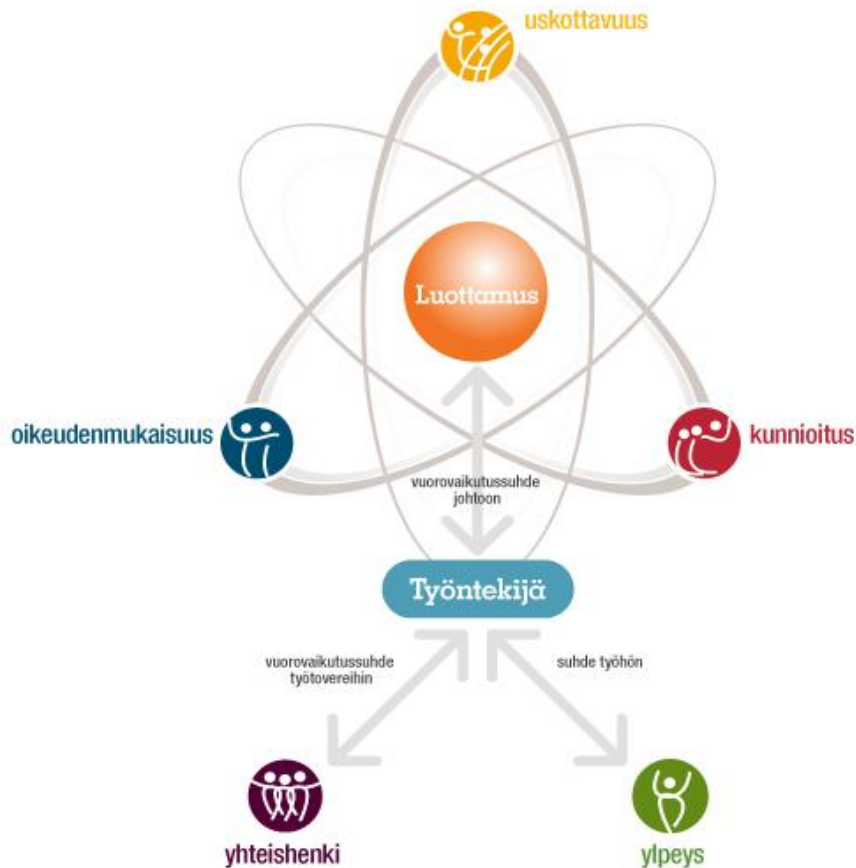 uskottavuus
Luottamus
oikeudenmukaisuus
kunnioitus
vuorovaikutussuhde
johtoon
Työntekijä
vuorovaikutussuhde
työtovereihin
suhde työhön
yhteishenki
ylpeys